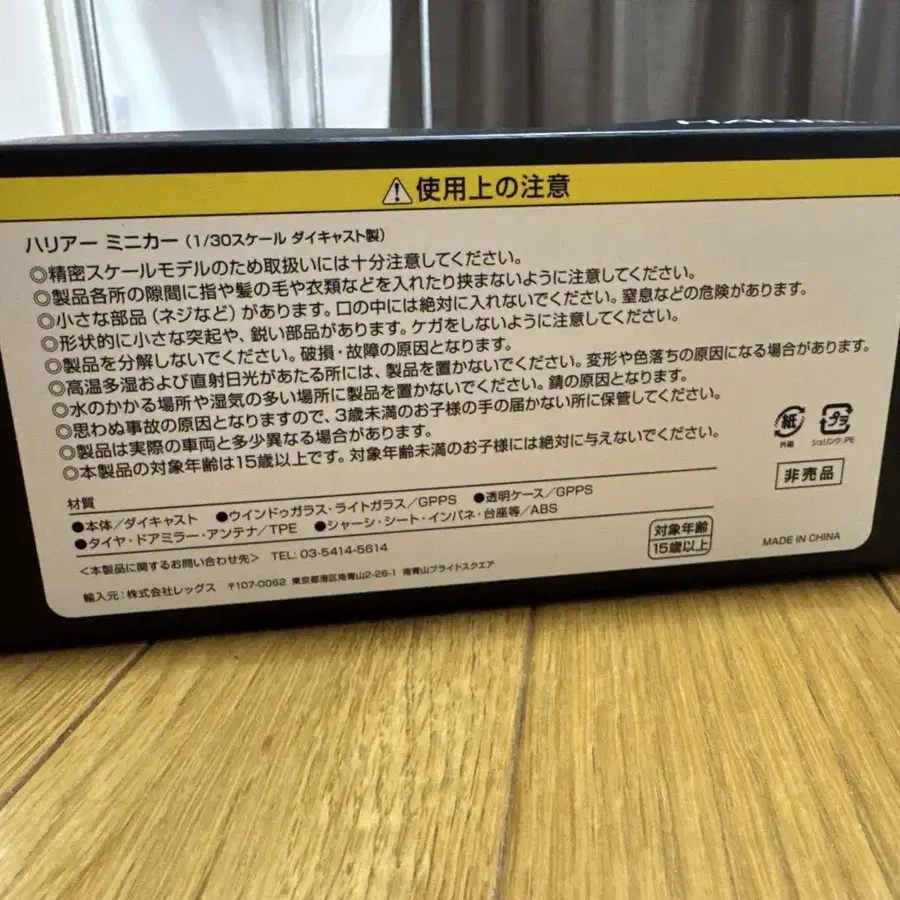 ⚠使用上の注意
ハリアー ミニカー (1/30スケール ダイキャスト製)
◎精密スケールモデルのため取扱いには十分注意してください。
◎製品各所の隙間に指や髪の毛や衣類などを入れたり挟まないように注意してください。
◎小さな部品(ネジなど)があります。口の中には絶対に入れないでください。窒息などの危険があります。
◎形状的に小さな突起や、鋭い部品があります。ケガをしないように注意してください。
◎製品を分解しないでください。破損・故障の原因となります。
◎高温多湿および直射日光があたる所には、製品を置かないでください。変形や色落ちの原因になる場合があります。
◎水のかかる場所や湿気の多い場所に製品を置かないでください。錆の原因となります。
◎思わぬ事故の原因となりますので、3歳未満のお子様の手の届かない所に保管してください。
◎製品は実際の車両と多少異なる場合があります。
◎本製品の対象年齢は15歳以上です。対象年齢未満のお子様には絶対に与えないでください。
紙
外箱
プラ
シュリンク:PE
非売品
材質
●本体/ダイキャスト ●ウインドゥガラス・ライトガラス/GPPS ●透明ケース/GPPS
●タイヤ・ドアミラー・アンテナ/TPE ●シャーシ・シート・インパネ・台座等/ABS
<本製品に関するお問い合わせ先> TEL: 03-5414-5614
輸入元:株式会社レッグス 〒107-0062 東京都港区南青山2-26-1 南青山ブライトスクエア
対象年齢
15歳以上
MADE IN CHINA